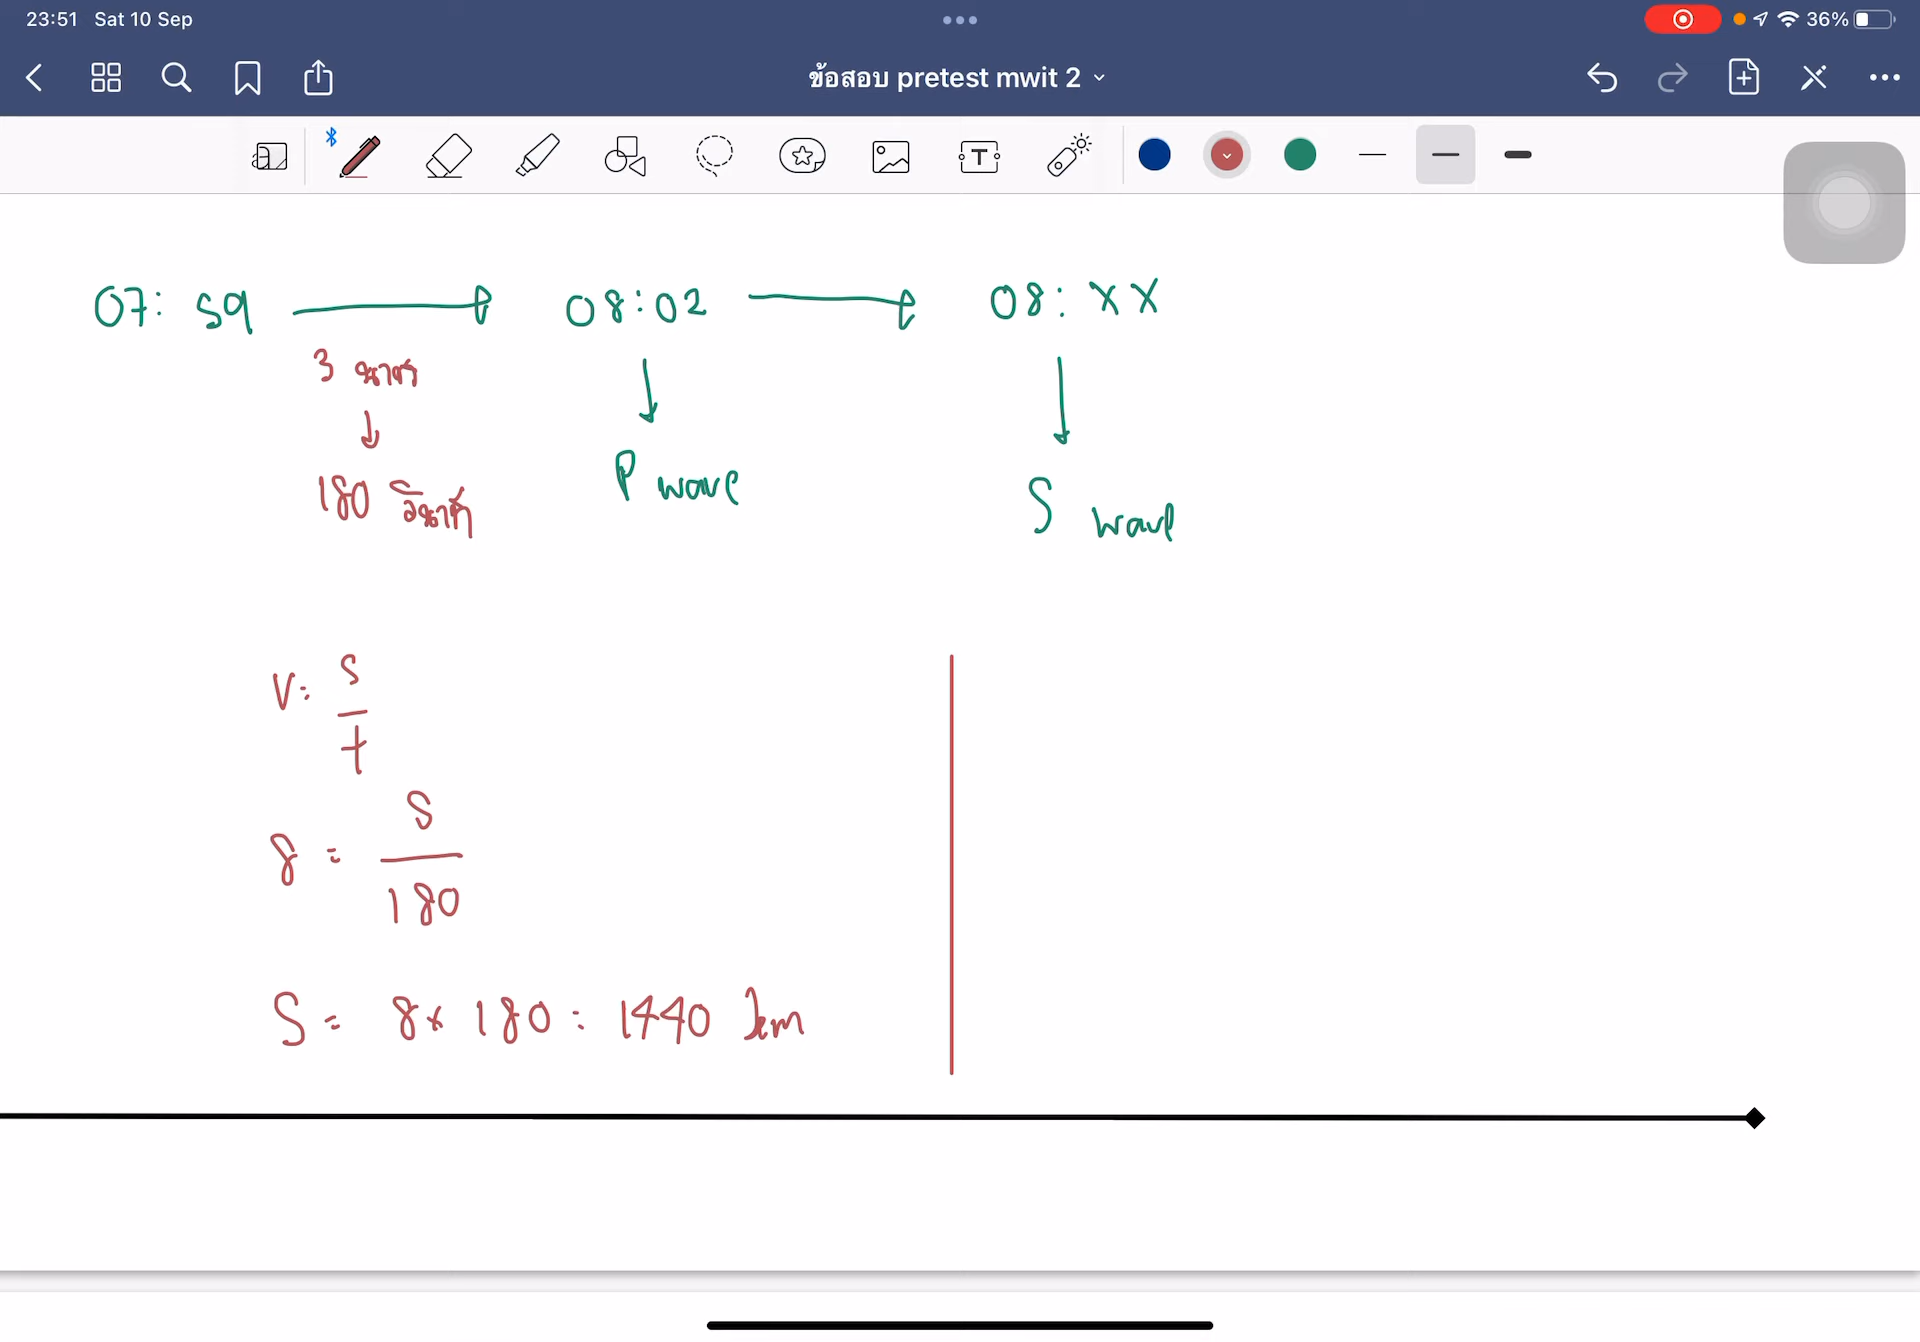 23:51 Sat 10 Sep
36%
ข้อสอบ pretest mwit 2
T
07: 59 08:02 08: XX
3 นาที
180 วินาที
P wave
S wave
V = S / t
8 = S / 180
S = 8 x 180 = 1440 km